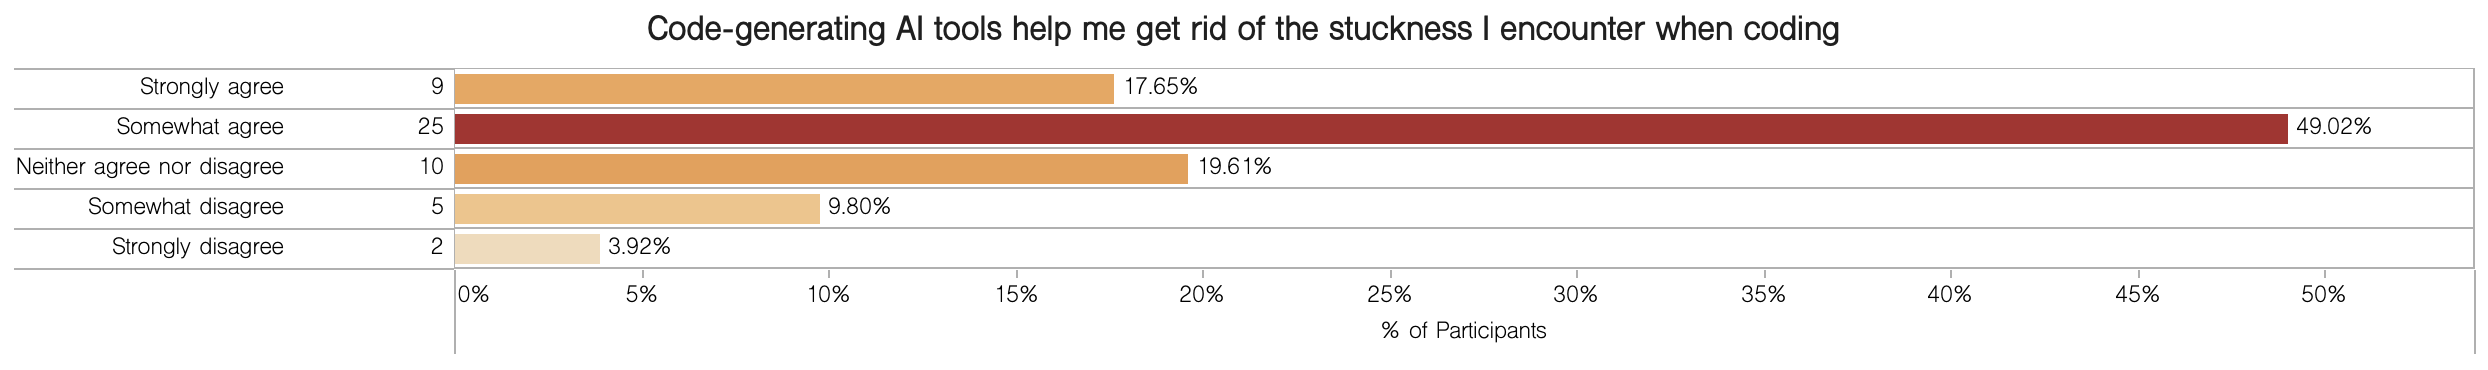 Code-generating AI tools help me get rid of the stuckness I encounter when coding
Strongly agree 9 17.65%
Somewhat agree 25 49.02%
Neither agree nor disagree 10 19.61%
Somewhat disagree 5 9.80%
Strongly disagree 2 3.92%
0% 5% 10% 15% 20% 25% 30% 35% 40% 45% 50%
% of Participants